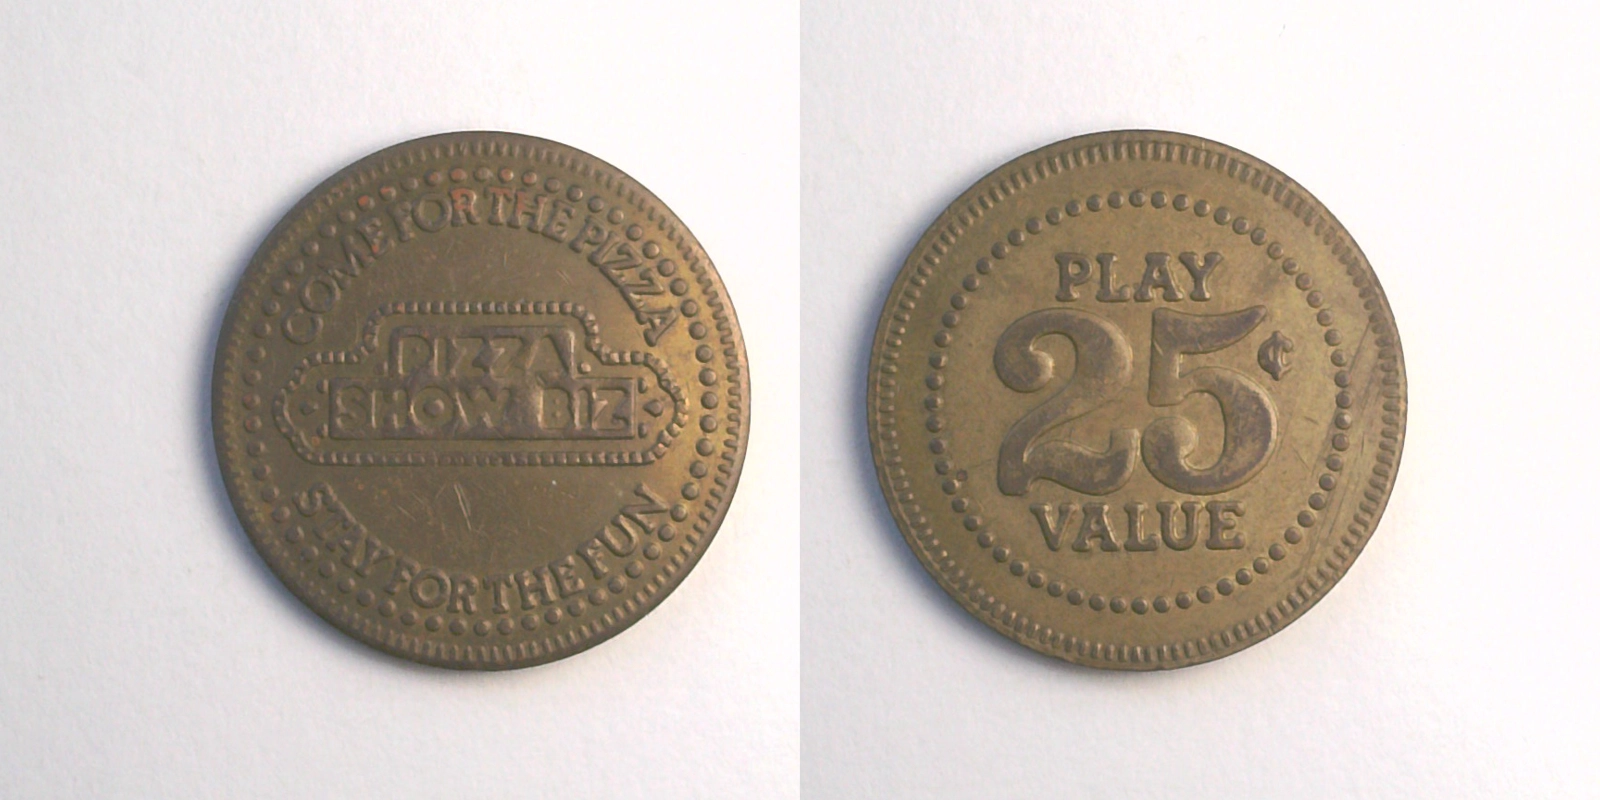 COME FOR THE PIZZA
PIZZA
SHOW BIZ
STAY FOR THE FUN
PLAY
25¢
VALUE